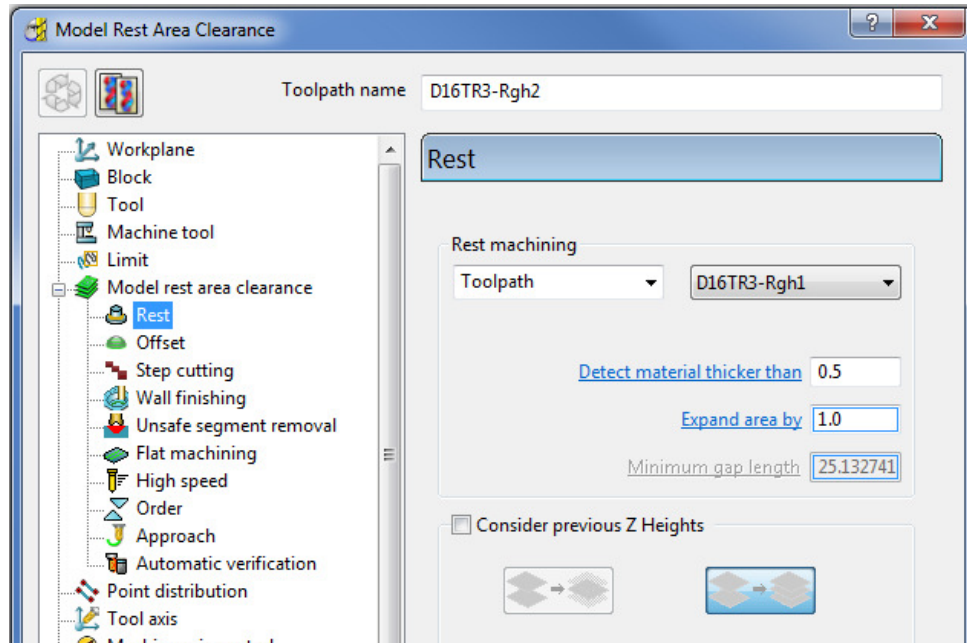 Model Rest Area Clearance
? X
Toolpath name D16TR3-Rgh2
Workplane
Block
Tool
Machine tool
Limit
Model rest area clearance
Rest
Offset
Step cutting
Wall finishing
Unsafe segment removal
Flat machining
High speed
Order
Approach
Automatic verification
Point distribution
Tool axis
Rest
Rest machining
Toolpath D16TR3-Rgh1
Detect material thicker than 0.5
Expand area by 1.0
Minimum gap length 25.132741
Consider previous Z Heights